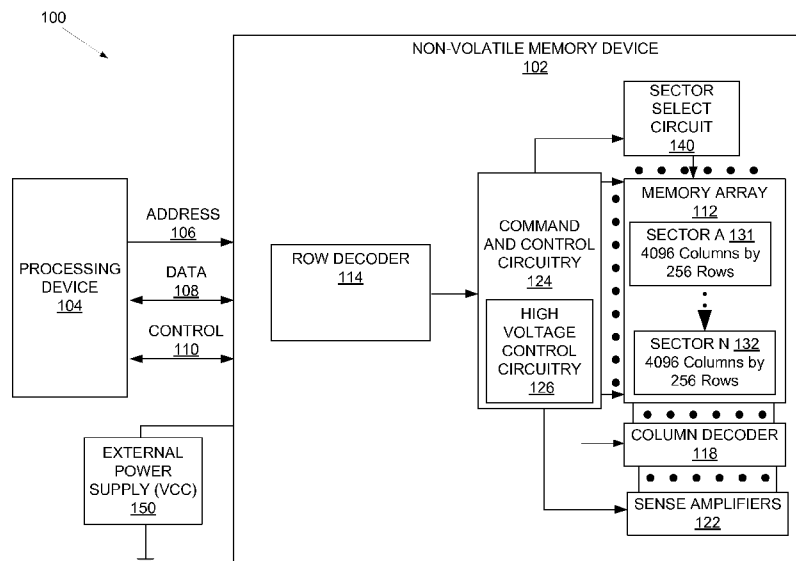 100
NON-VOLATILE MEMORY DEVICE
102
SECTOR
SELECT
CIRCUIT
140
PROCESSING
DEVICE
104
ADDRESS
106
DATA
108
CONTROL
110
ROW DECODER
114
COMMAND
AND CONTROL
CIRCUITRY
124
HIGH
VOLTAGE
CONTROL
CIRCUITRY
126
MEMORY ARRAY
112
SECTOR A 131
4096 Columns by
256 Rows
SECTOR N 132
4096 Columns by
256 Rows
COLUMN DECODER
118
SENSE AMPLIFIERS
122
EXTERNAL
POWER
SUPPLY (VCC)
150